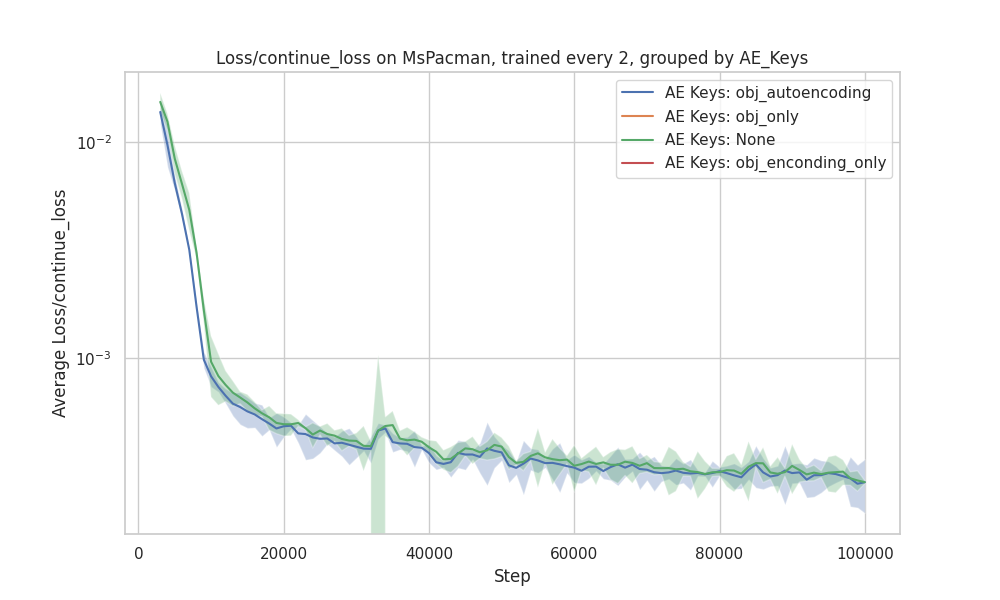 Loss/continue_loss on MsPacman, trained every 2, grouped by AE_Keys
AE Keys: obj_autoencoding
AE Keys: obj_only
AE Keys: None
AE Keys: obj_enconding_only
Average Loss/continue_loss
10⁻²
10⁻³
0
20000
40000
60000
80000
100000
Step